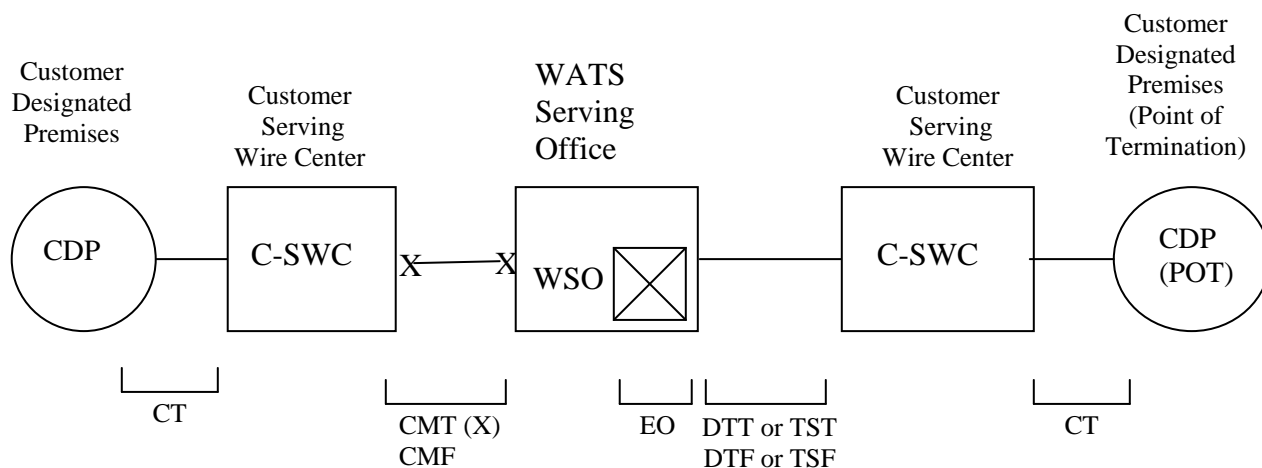 Customer
Designated
Premises
Customer
Serving
Wire Center
WATS
Serving
Office
Customer
Serving
Wire Center
Customer
Designated
Premises
(Point of
Termination)
CDP
C-SWC
X
X
WSO
C-SWC
CDP
(POT)
CT
CMT (X)
CMF
EO
DTT or TST
DTF or TSF
CT